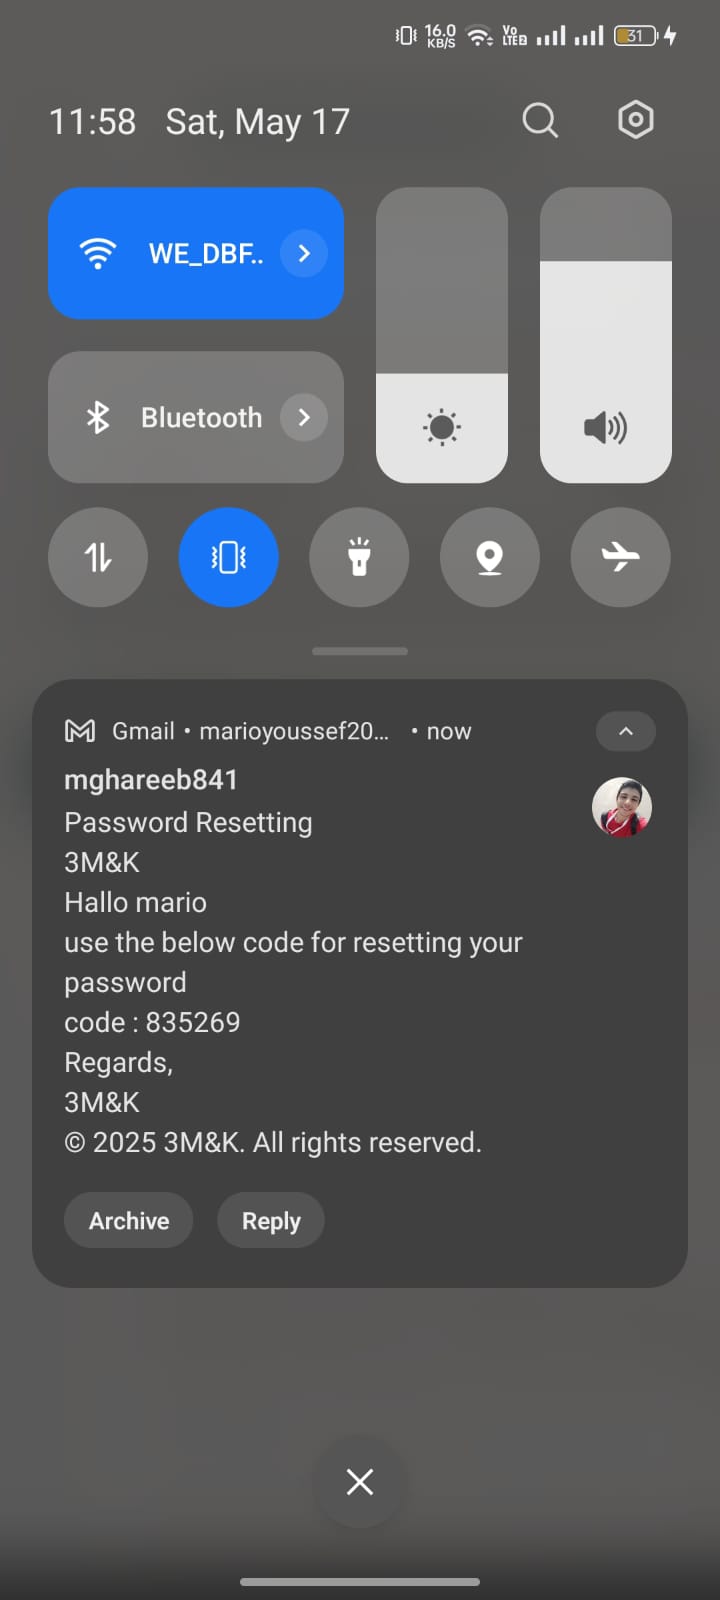 16.0
KB/S
Vo
LTE 2
31
11:58 Sat, May 17
WE_DBF..
Bluetooth
Gmail • marioyoussef20... • now
mghareeb841
Password Resetting
3M&K
Hallo mario
use the below code for resetting your
password
code : 835269
Regards,
3M&K
© 2025 3M&K. All rights reserved.
Archive Reply